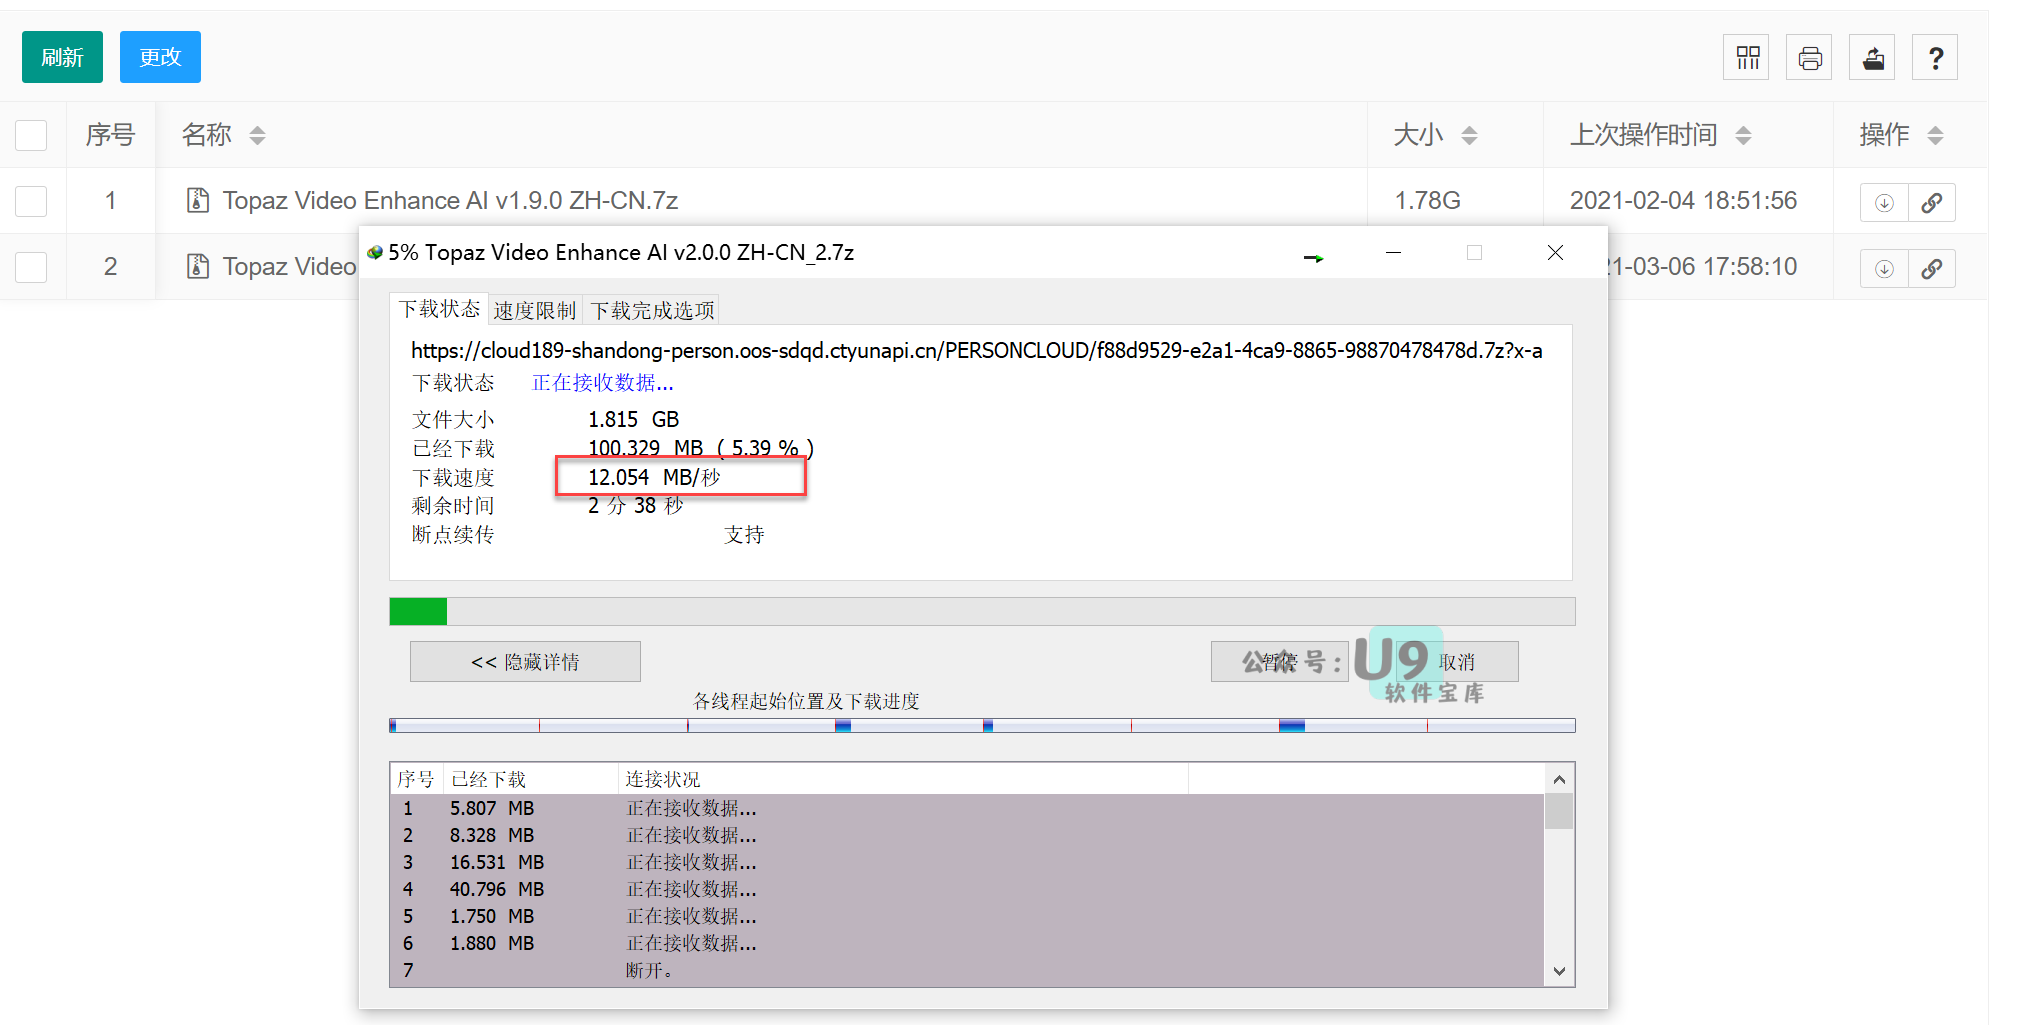 刷新 更改 ?
序号 名称 大小 上次操作时间 操作
1 Topaz Video Enhance AI v1.9.0 ZH-CN.7z 1.78G 2021-02-04 18:51:56
2 Topaz Video 21-03-06 17:58:10
5% Topaz Video Enhance AI v2.0.0 ZH-CN_2.7z
下载状态 速度限制 下载完成选项
https://cloud189-shandong-person.oos-sdqd.ctyunapi.cn/PERSONCLOUD/f88d9529-e2a1-4ca9-8865-98870478478d.7z?x-a
下载状态 正在接收数据...
文件大小 1.815 GB
已经下载 100.329 MB ( 5.39 % )
下载速度 12.054 MB/秒
剩余时间 2 分 38 秒
断点续传 支持
<< 隐藏详情 暂停 取消
公众号: U9
软件宝库
各线程起始位置及下载进度
序号 已经下载 连接状况
1 5.807 MB 正在接收数据...
2 8.328 MB 正在接收数据...
3 16.531 MB 正在接收数据...
4 40.796 MB 正在接收数据...
5 1.750 MB 正在接收数据...
6 1.880 MB 正在接收数据...
7 断开。